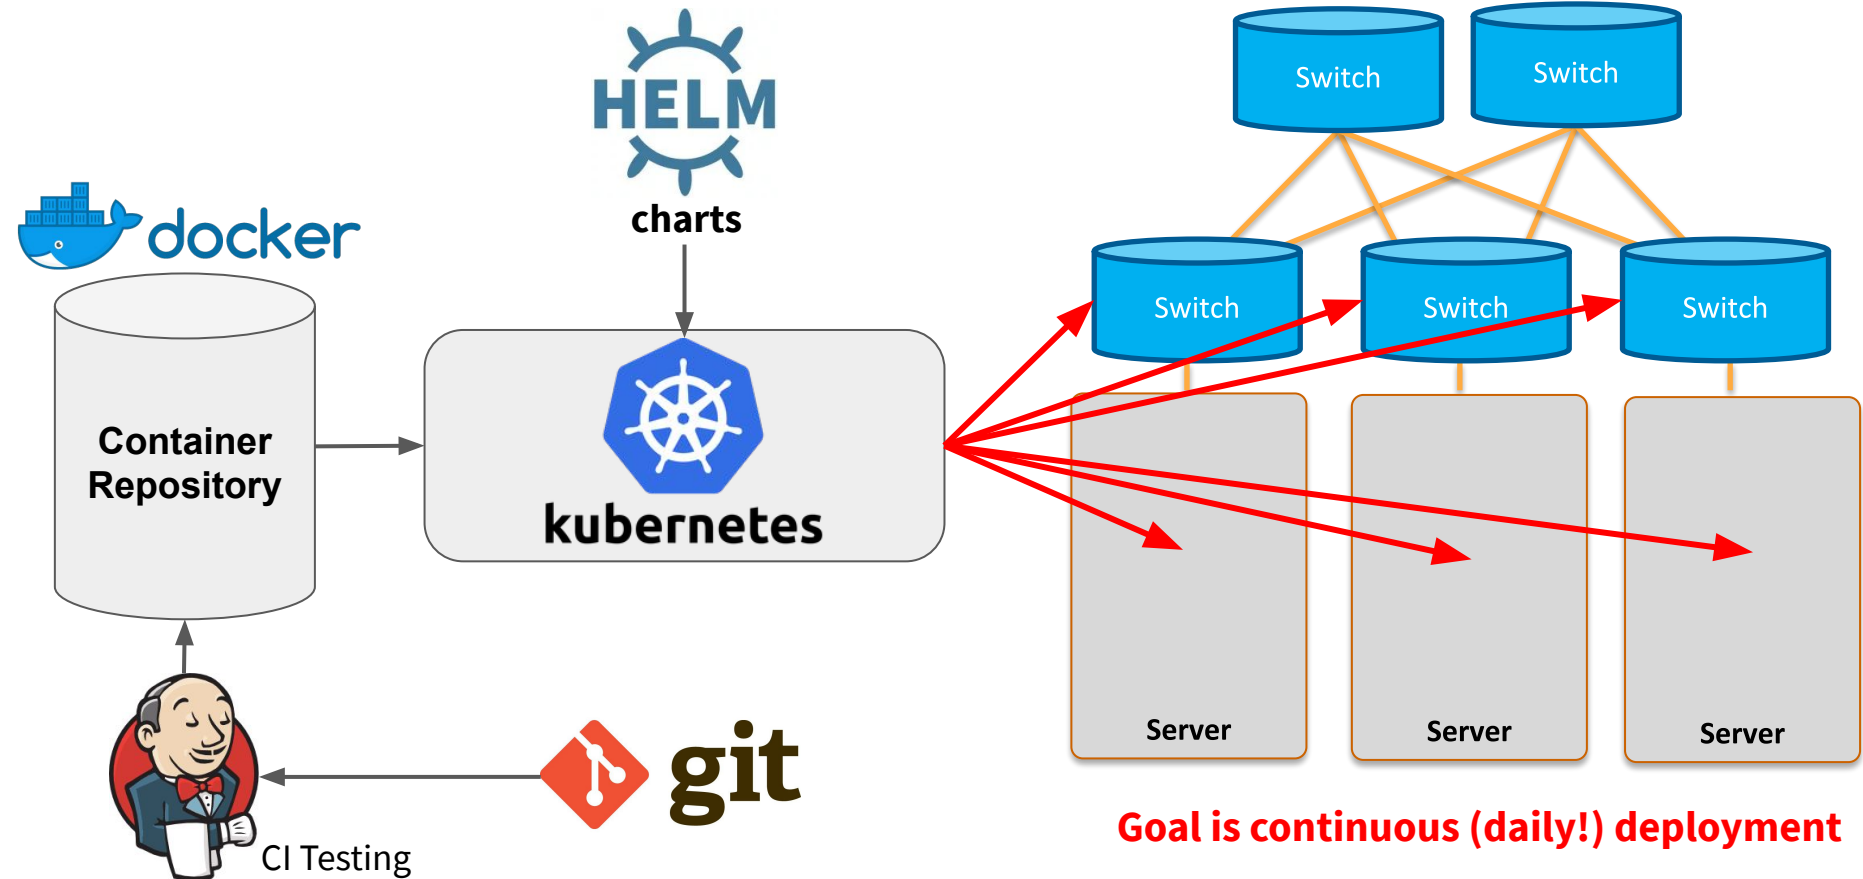 HELM
charts
docker
Container
Repository
kubernetes
CI Testing
git
Switch
Switch
Switch
Switch
Switch
Server
Server
Server
Goal is continuous (daily!) deployment